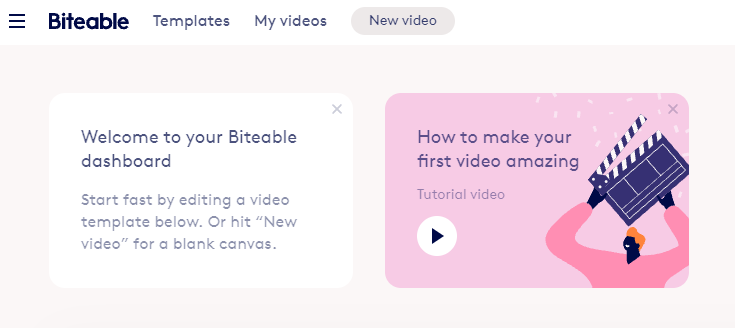 Biteable Templates My videos New video
Welcome to your Biteable
dashboard
Start fast by editing a video
template below. Or hit “New
video” for a blank canvas.
How to make your
first video amazing
Tutorial video